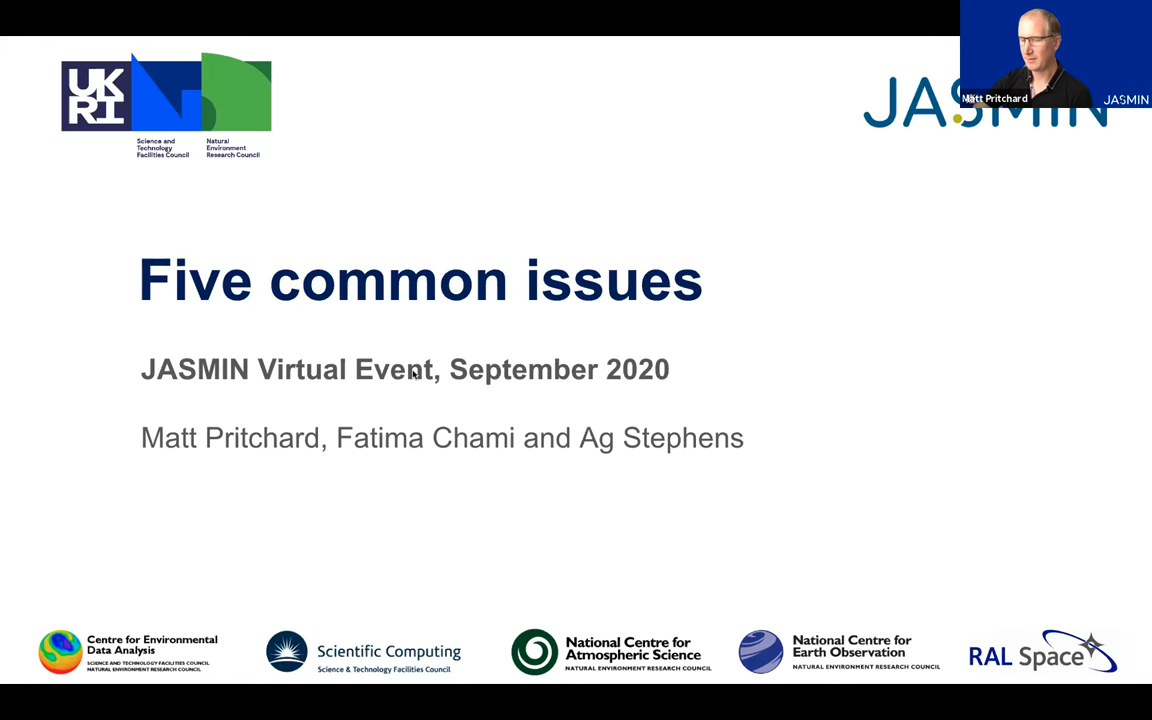 UK
RI
Science and
Technology
Facilities Council
Natural
Environment
Research Council
JASMIN
Matt Pritchard
JASMIN
Five common issues
JASMIN Virtual Event, September 2020
Matt Pritchard, Fatima Chami and Ag Stephens
Centre for Environmental
Data Analysis
SCIENCE AND TECHNOLOGY FACILITIES COUNCIL
NATURAL ENVIRONMENT RESEARCH COUNCIL
Scientific Computing
Science & Technology Facilities Council
National Centre for
Atmospheric Science
NATURAL ENVIRONMENT RESEARCH COUNCIL
National Centre for
Earth Observation
NATURAL ENVIRONMENT RESEARCH COUNCIL
RAL Space